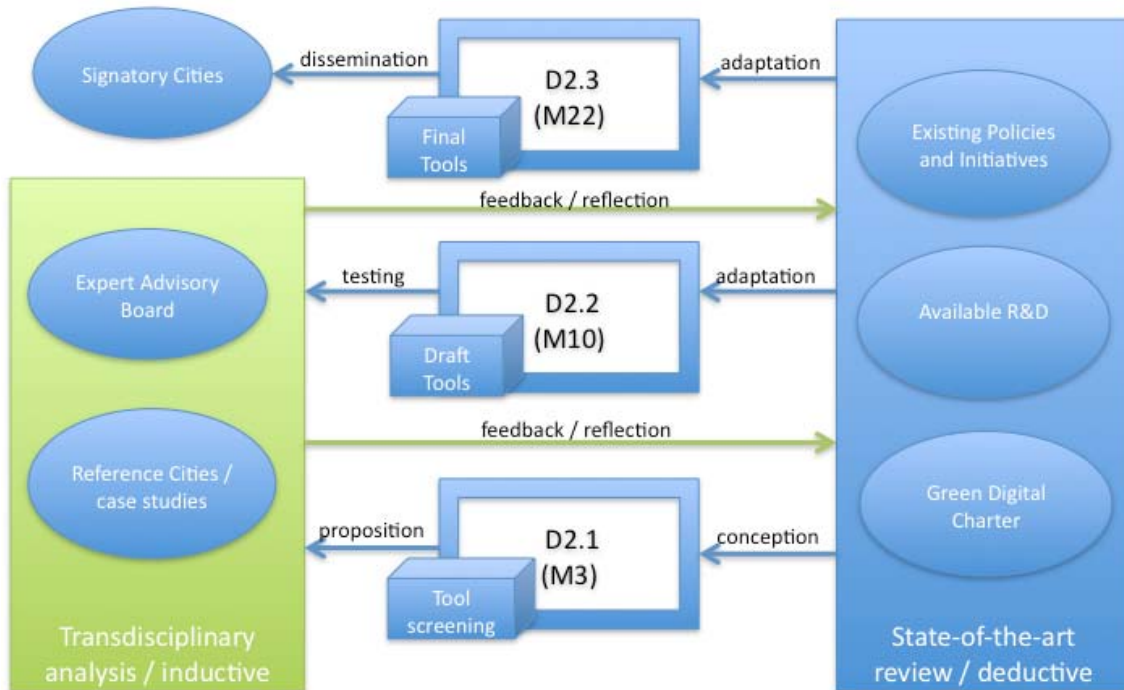 Signatory Cities
dissemination
D2.3
(M22)
Final
Tools
adaptation
Existing Policies
and Initiatives
feedback / reflection
Expert Advisory
Board
testing
D2.2
(M10)
Draft
Tools
adaptation
Available R&D
feedback / reflection
Reference Cities /
case studies
proposition
D2.1
(M3)
Tool
screening
conception
Green Digital
Charter
Transdisciplinary
analysis / inductive
State-of-the-art
review / deductive